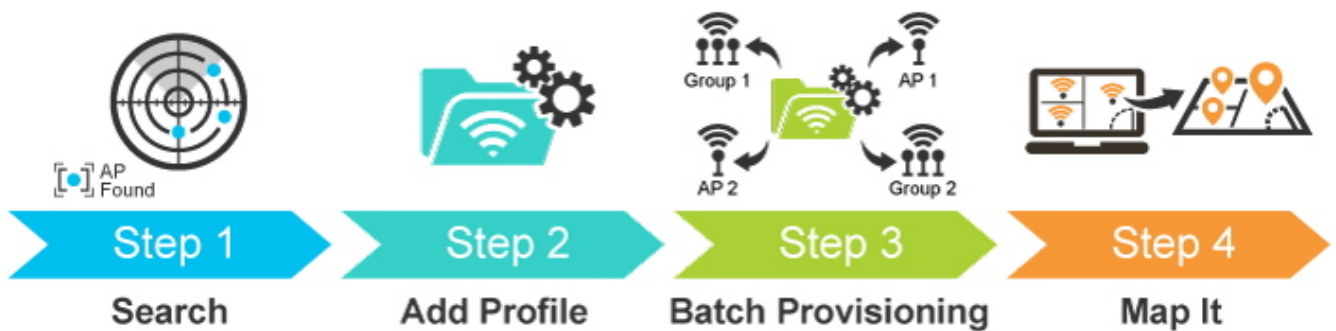 AP
Found
Group 1
AP 1
AP 2
Group 2
Step 1
Step 2
Step 3
Step 4
Search
Add Profile
Batch Provisioning
Map It